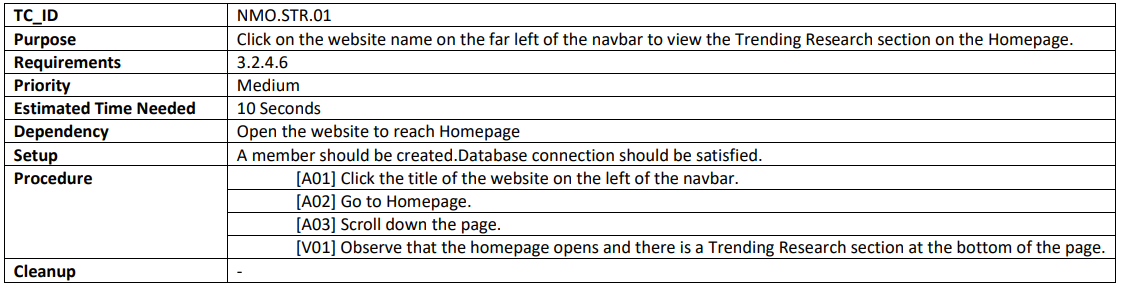 TC_ID NMO.STR.01
Purpose Click on the website name on the far left of the navbar to view the Trending Research section on the Homepage.
Requirements 3.2.4.6
Priority Medium
Estimated Time Needed 10 Seconds
Dependency Open the website to reach Homepage
Setup A member should be created.Database connection should be satisfied.
Procedure [A01] Click the title of the website on the left of the navbar.
[A02] Go to Homepage.
[A03] Scroll down the page.
[V01] Observe that the homepage opens and there is a Trending Research section at the bottom of the page.
Cleanup -